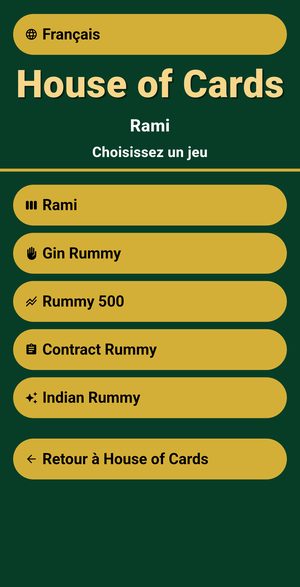 Français
House of Cards
Rami
Choisissez un jeu
Rami
Gin Rummy
Rummy 500
Contract Rummy
Indian Rummy
Retour à House of Cards